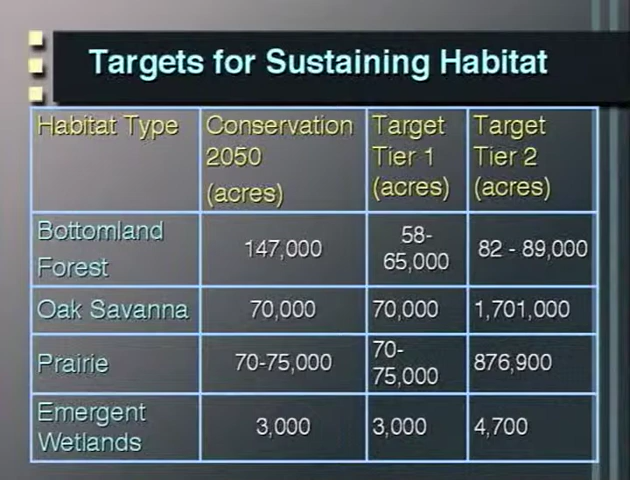 Targets for Sustaining Habitat
Habitat Type
Conservation
2050
(acres)
Target
Tier 1
(acres)
Target
Tier 2
(acres)
Bottomland
Forest
147,000
58-
65,000
82 - 89,000
Oak Savanna
70,000
70,000
1,701,000
Prairie
70-75,000
70-
75,000
876,900
Emergent
Wetlands
3,000
3,000
4,700